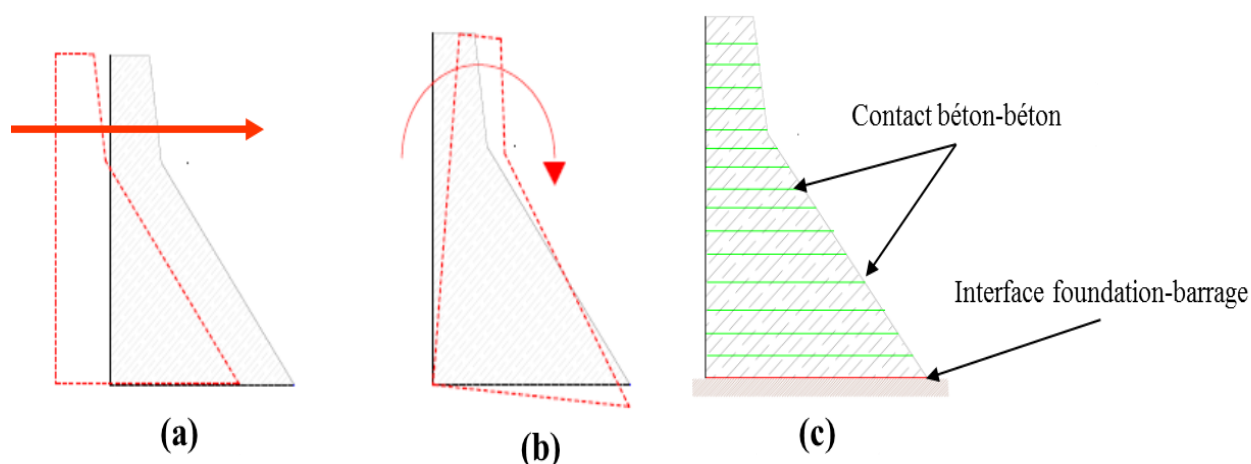 Contact béton-béton
Interface foundation-barrage
(a)
(b)
(c)